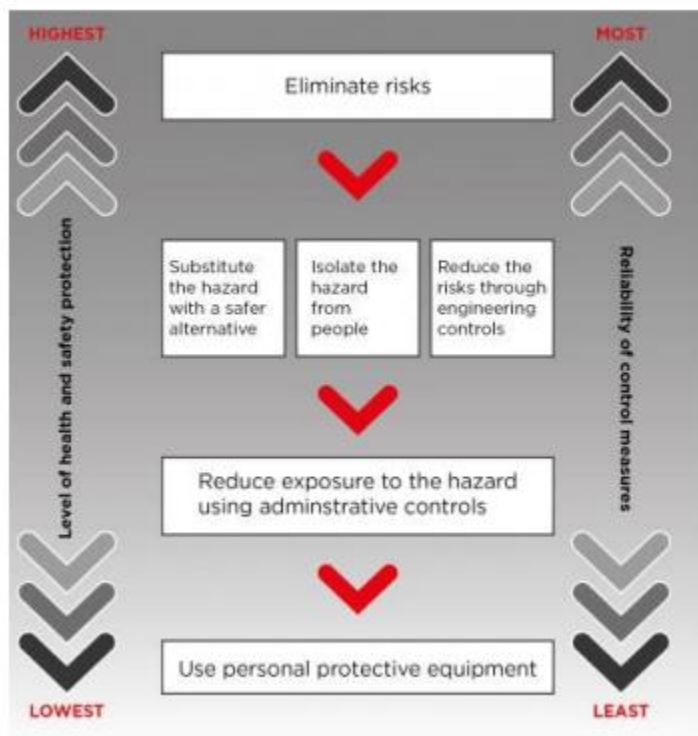 HIGHEST
MOST
Eliminate risks
Substitute
the hazard
with a safer
alternative
Isolate the
hazard
from
people
Reduce the
risks through
engineering
controls
Level of health and safety protection
Reliability of control measures
Reduce exposure to the hazard
using adminstrative controls
Use personal protective equipment
LOWEST
LEAST